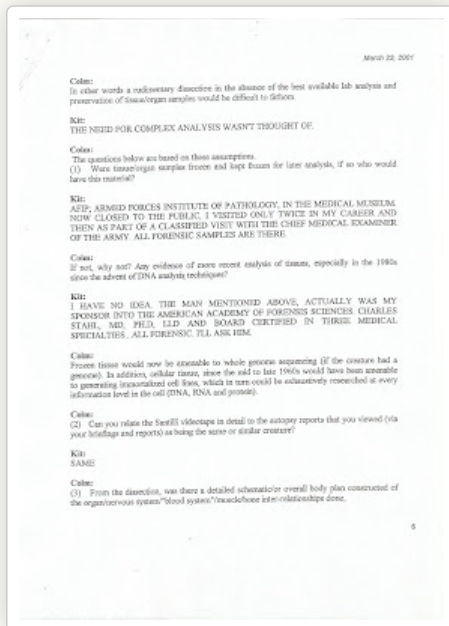 March 22, 2001
Colm:
In other words a rudimentary dissection in the absence of the best available lab analysis and
preservation of tissue/organ samples would be difficult to fathom.
Kit:
THE NEED FOR COMPLEX ANALYSIS WASN'T THOUGHT OF.
Colm:
The questions below are based on those assumptions.
(1) Were tissue/organ samples frozen and kept frozen for later analysis, if so who would
have this material?
Kit:
AFIP; ARMED FORCES INSTITUTE OF PATHOLOGY, IN THE MEDICAL MUSEUM.
NOW CLOSED TO THE PUBLIC, I VISITED ONLY TWICE IN MY CAREER AND
THEN AS PART OF A CLASSIFIED VISIT WITH THE CHIEF MEDICAL EXAMINER
OF THE ARMY. ALL FORENSIC SAMPLES ARE THERE.
Colm:
If not, why not? Any evidence of more recent analysis of tissues, especially in the 1980s
since the advent of DNA analysis techniques?
Kit:
I HAVE NO IDEA. THE MAN MENTIONED ABOVE, ACTUALLY WAS MY
SPONSOR INTO THE AMERICAN ACADEMY OF FORENSIS SCIENCES. CHARLES
STAHL, MD, PH.D, LLD AND BOARD CERTIFIED IN THREE MEDICAL
SPECIALTIES.. ALL FORENSIC. I'LL ASK HIM.
Colm:
Frozen tissue would now be amenable to whole genome sequencing (if the creature had a
genome). In addition, cellular tissue, since the mid to late 1960s would have been amenable
to generating immortalized cell lines, which in turn could be exhaustively researched at every
information level in the cell (DNA, RNA and protein).
Colm:
(2) Can you relate the SantEl videotape in detail to the autopsy reports that you viewed (via
your briefings and reports) as being the same or similar creature?
Kit:
SAME
Colm:
(3) From the dissection, was there a detailed schematic/or overall body plan constructed of
the organ/nervous system/"blood system"/muscle/bone inter-relationships done,